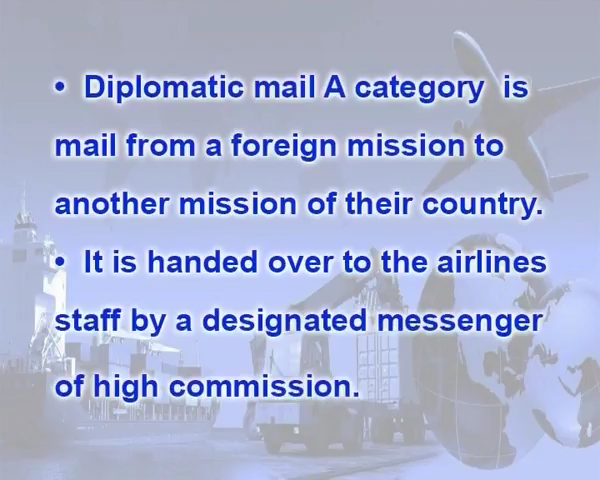 • Diplomatic mail A category is
mail from a foreign mission to
another mission of their country.
• It is handed over to the airlines
staff by a designated messenger
of high commission.